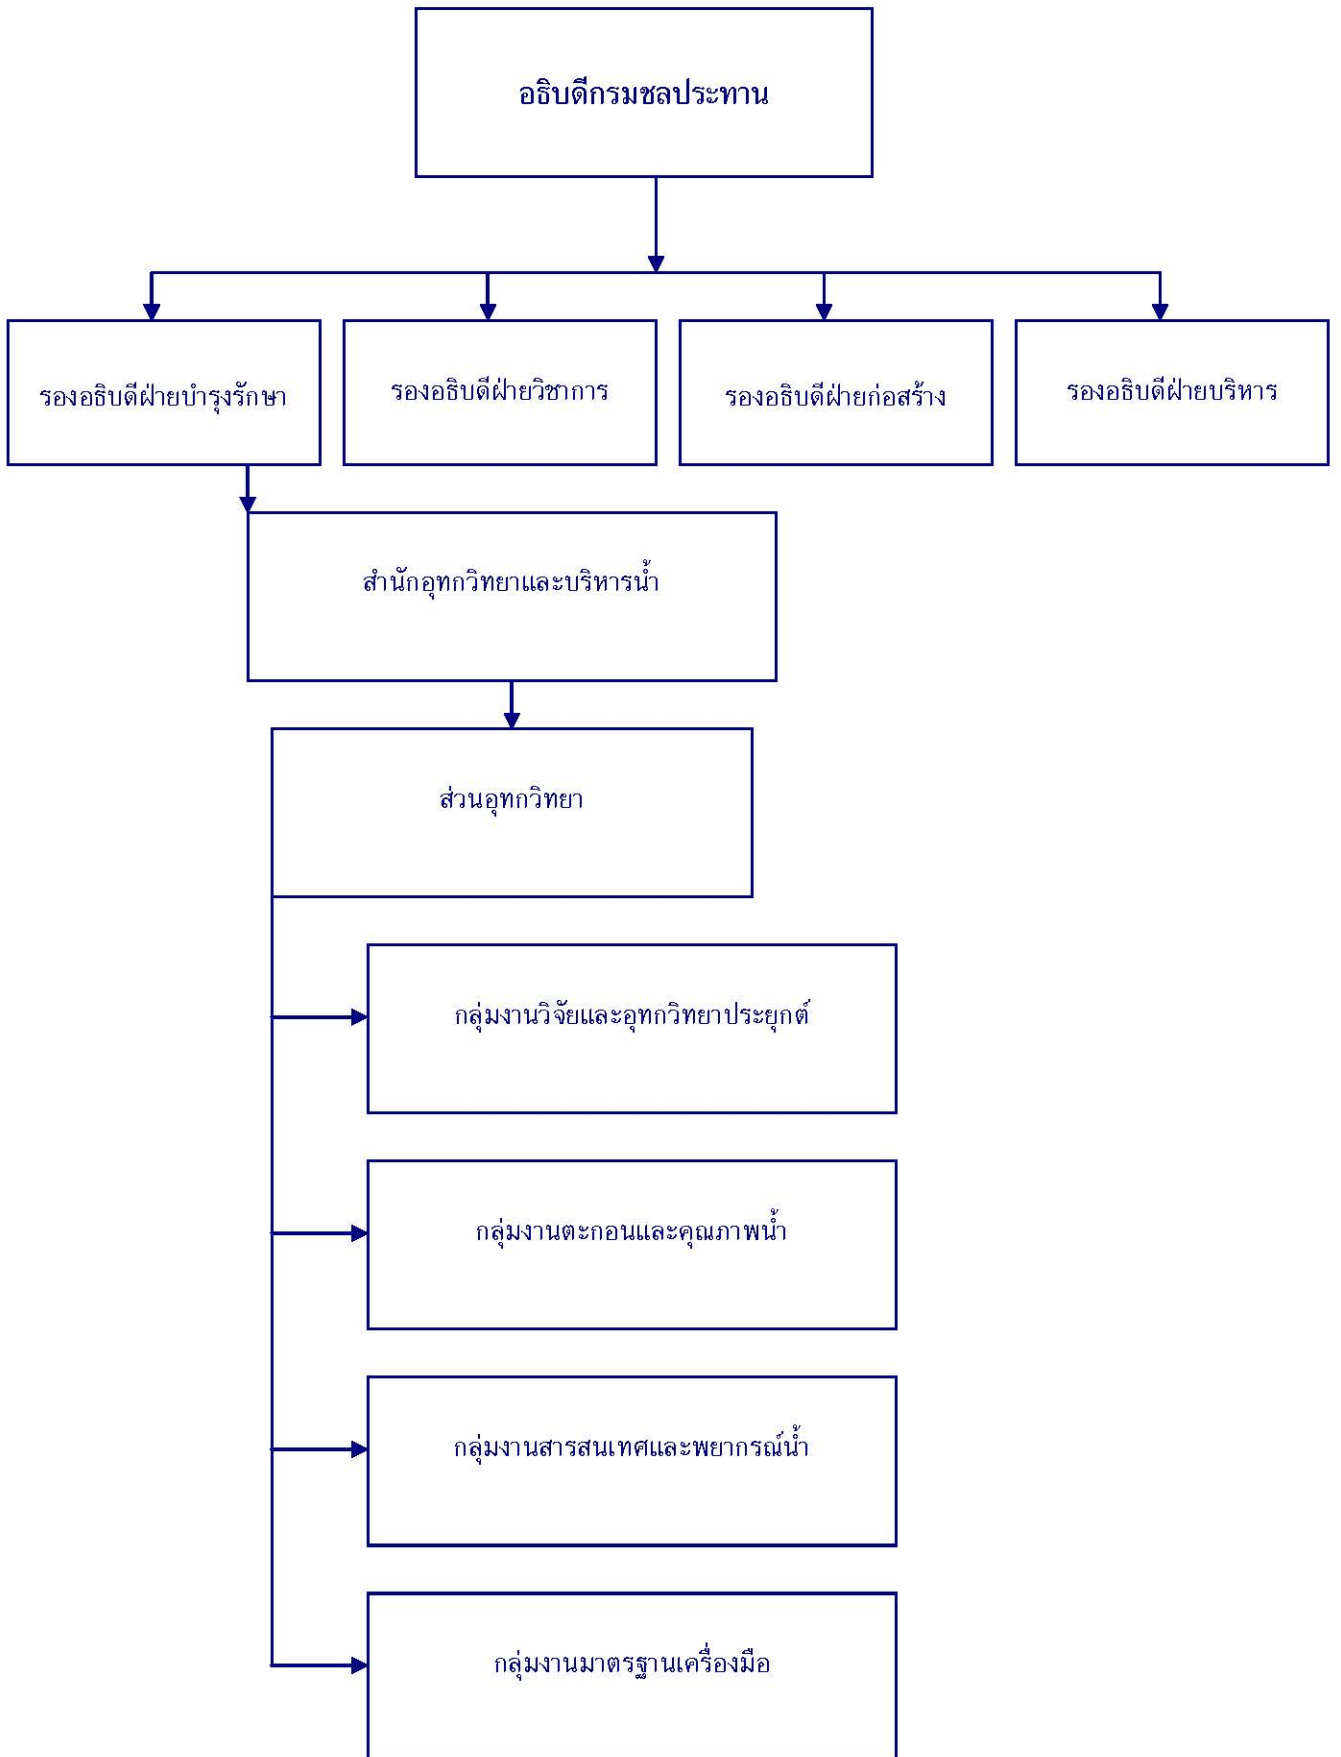 อธิบดีกรมชลประทาน
รองอธิบดีฝ่ายบำรุงรักษา
รองอธิบดีฝ่ายวิชาการ
รองอธิบดีฝ่ายก่อสร้าง
รองอธิบดีฝ่ายบริหาร
สำนักอุทกวิทยาและบริหารน้ำ
ส่วนอุทกวิทยา
กลุ่มงานวิจัยและอุทกวิทยาประยุกต์
กลุ่มงานตะกอนและคุณภาพน้ำ
กลุ่มงานสารสนเทศและพยากรณ์น้ำ
กลุ่มงานมาตรฐานเครื่องมือ